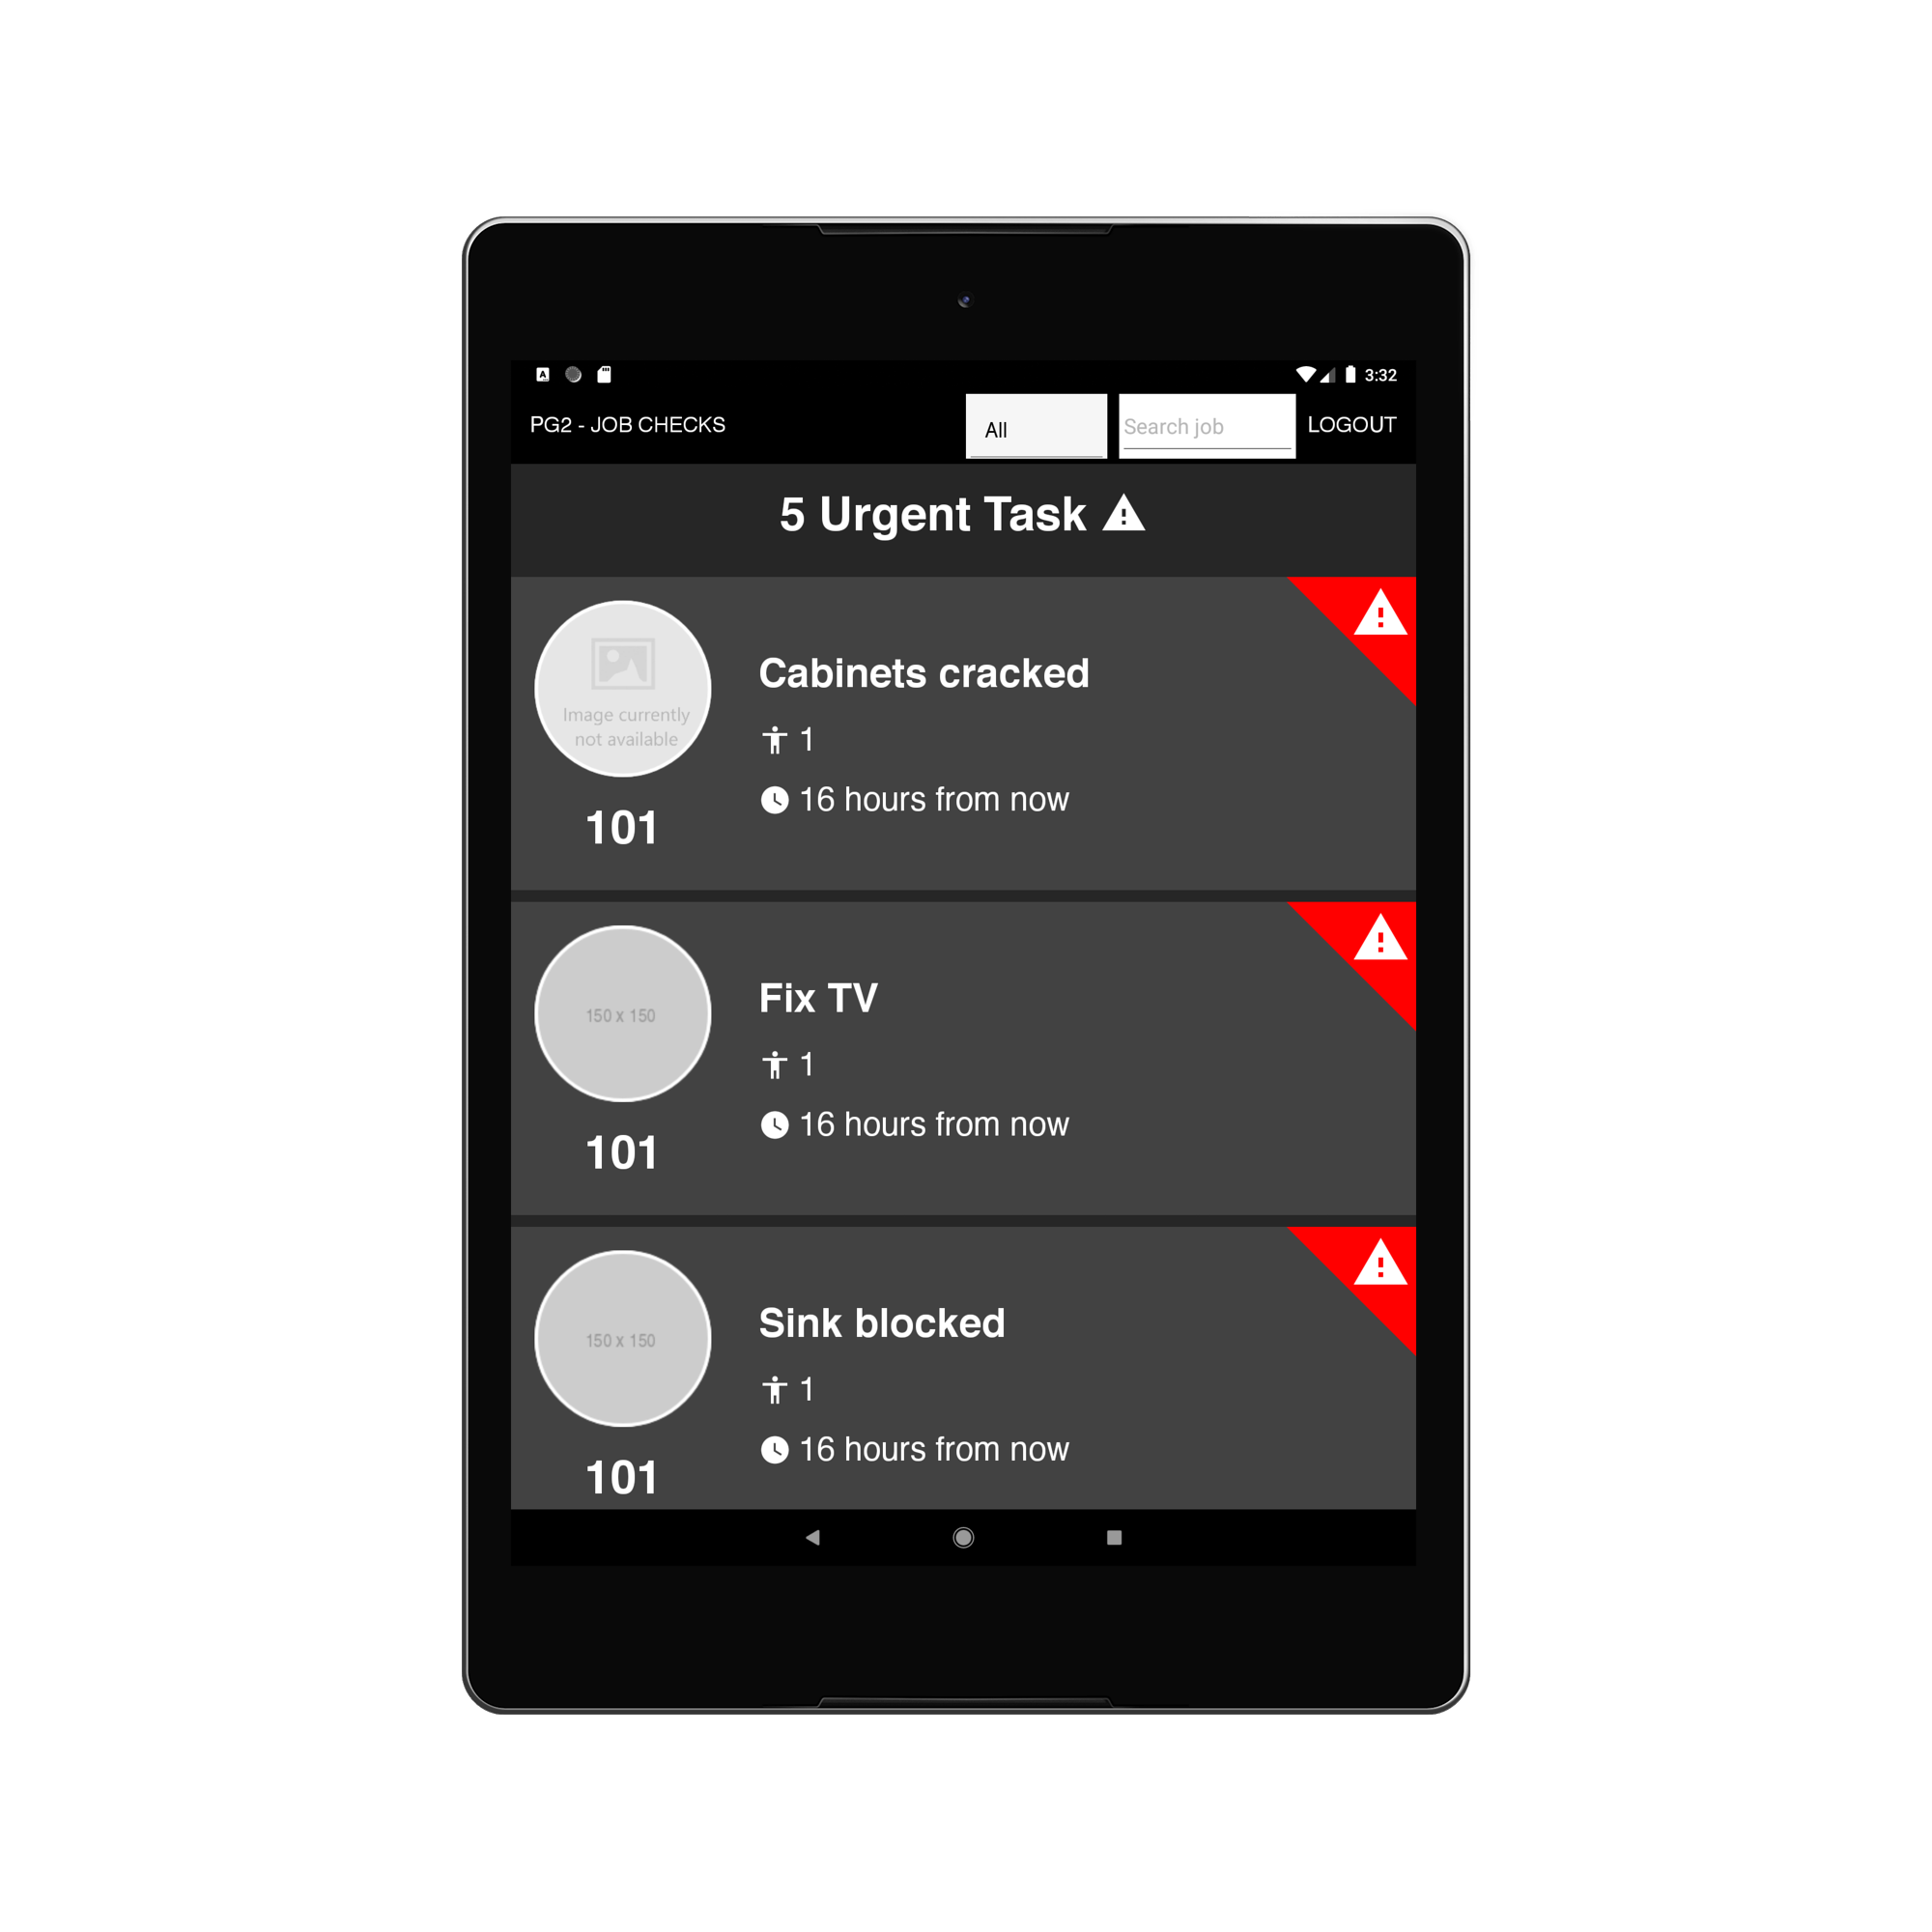 A
3:32
PG2 - JOB CHECKS
All
Search job
LOGOUT
5 Urgent Task
Image currently
not available
101
Cabinets cracked
1
16 hours from now
150 x 150
101
Fix TV
1
16 hours from now
150 x 150
101
Sink blocked
1
16 hours from now